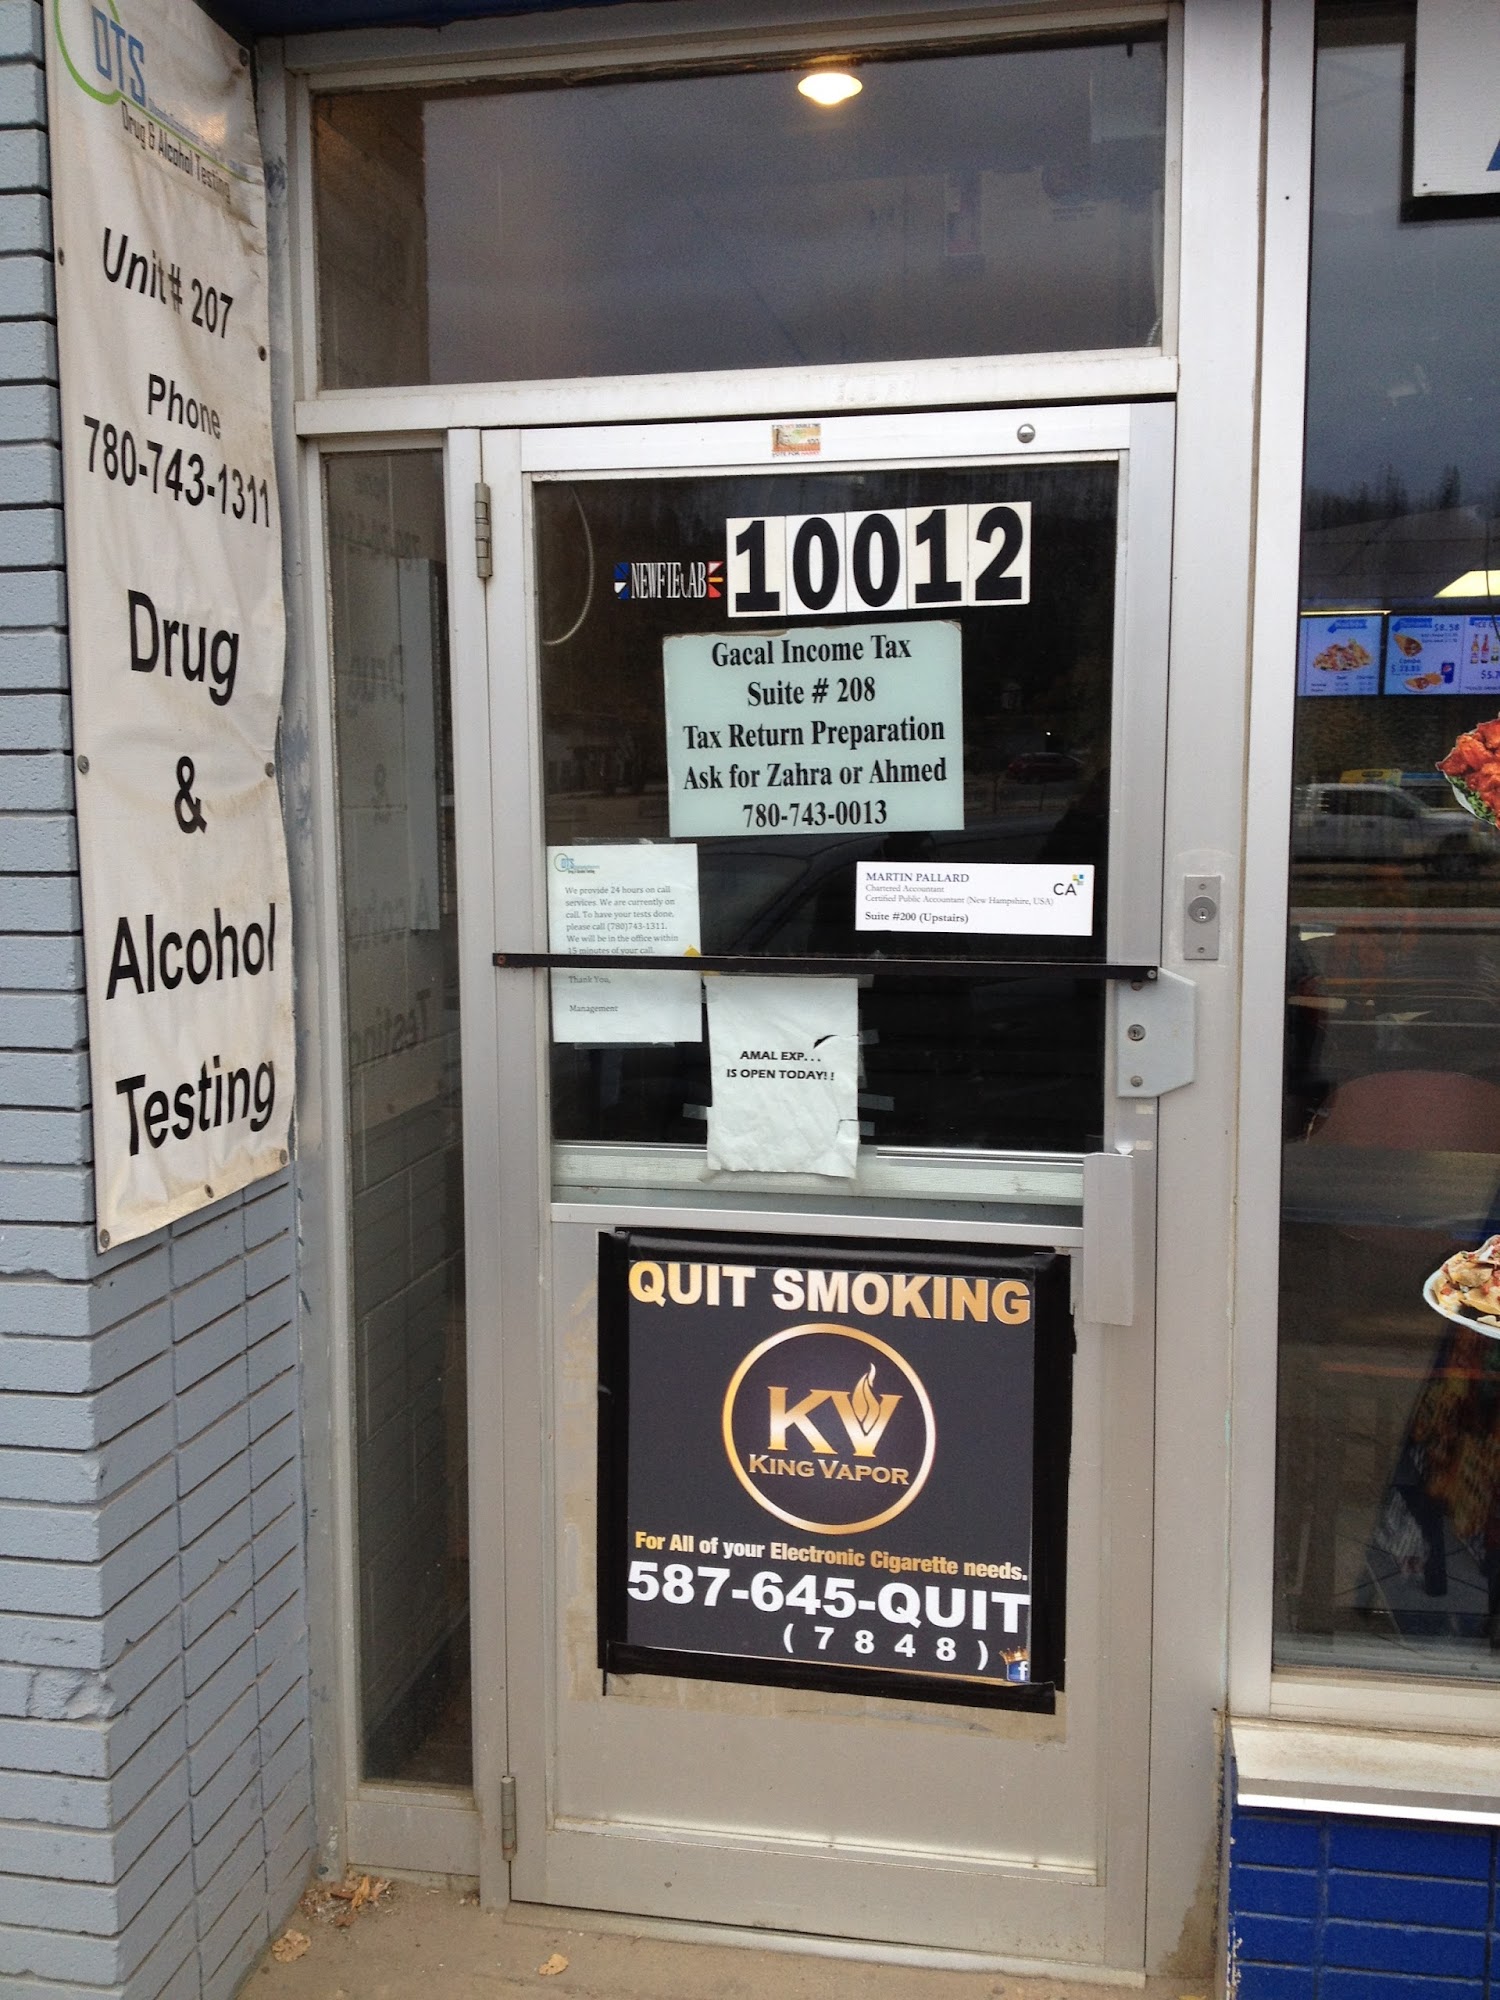 OTS
Drug & Alcohol Testing
Unit# 207
Phone
780-743-1311
Drug
&
Alcohol
Testing
NEWFIECAB
10012
Gacal Income Tax
Suite # 208
Tax Return Preparation
Ask for Zahra or Ahmed
780-743-0013
OTS
We provide 24 hours on call
services. We are currently on
call. To have your tests done,
please call (780)743-1311.
We will be in the office within
15 minutes of your call.
Thank You,
Management
MARTIN PALLARD
Chartered Accountant
Certified Public Accountant (New Hampshire, USA)
Suite #200 (Upstairs)
CA
AMAL EXP. . .
IS OPEN TODAY! !
QUIT SMOKING
KV
KING VAPOR
For All of your Electronic Cigarette needs.
587-645-QUIT
(7848)
f
$8.58